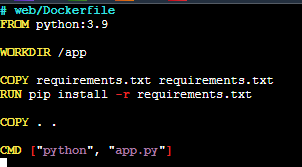 # web/Dockerfile
FROM python:3.9
WORKDIR /app
COPY requirements.txt requirements.txt
RUN pip install -r requirements.txt
COPY . .
CMD ["python", "app.py"]